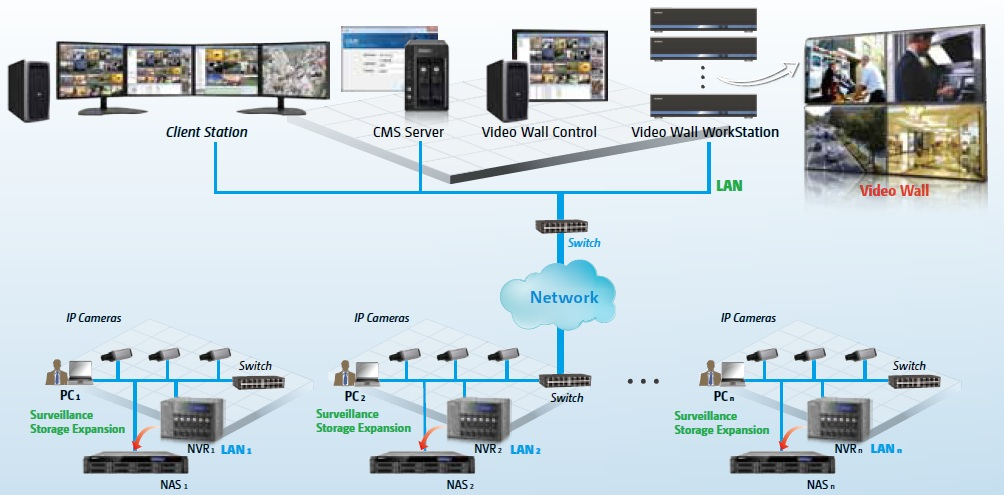 Client Station
CMS Server
Video Wall Control
Video Wall WorkStation
Video Wall
LAN
Switch
Network
IP Cameras
Switch
PC1
Surveillance
Storage Expansion
NVR1
LAN1
NAS1
IP Cameras
Switch
PC2
Surveillance
Storage Expansion
NVR2
LAN2
NAS2
IP Cameras
Switch
PCn
Surveillance
Storage Expansion
NVRn
LANn
NASn